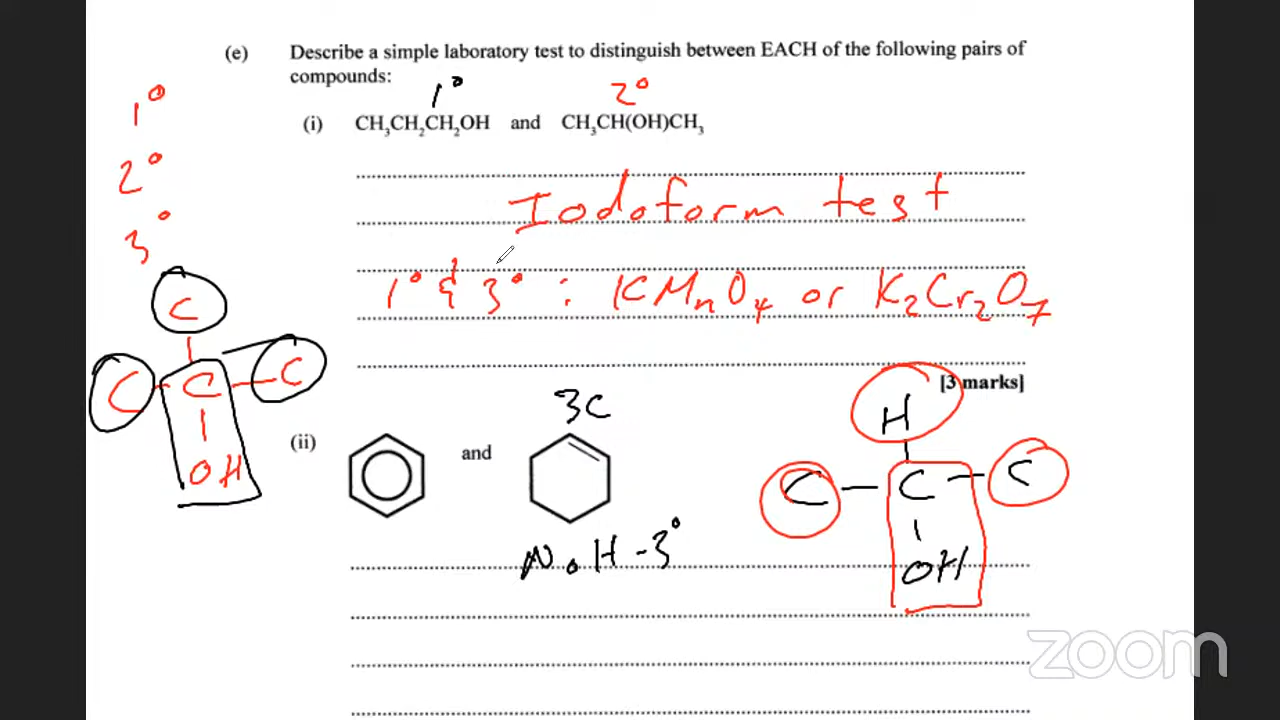 (e) Describe a simple laboratory test to distinguish between EACH of the following pairs of
compounds:
1° 2°
(i) CH₃CH₂CH₂OH and CH₃CH(OH)CH₃
1°
2°
3°
Iodoform test
1° & 3° : KMnO₄ or K₂Cr₂O₇
[3 marks]
C
C - C - C
OH
(ii) and
3C
No H - 3°
H
C - C - C
OH
zoom